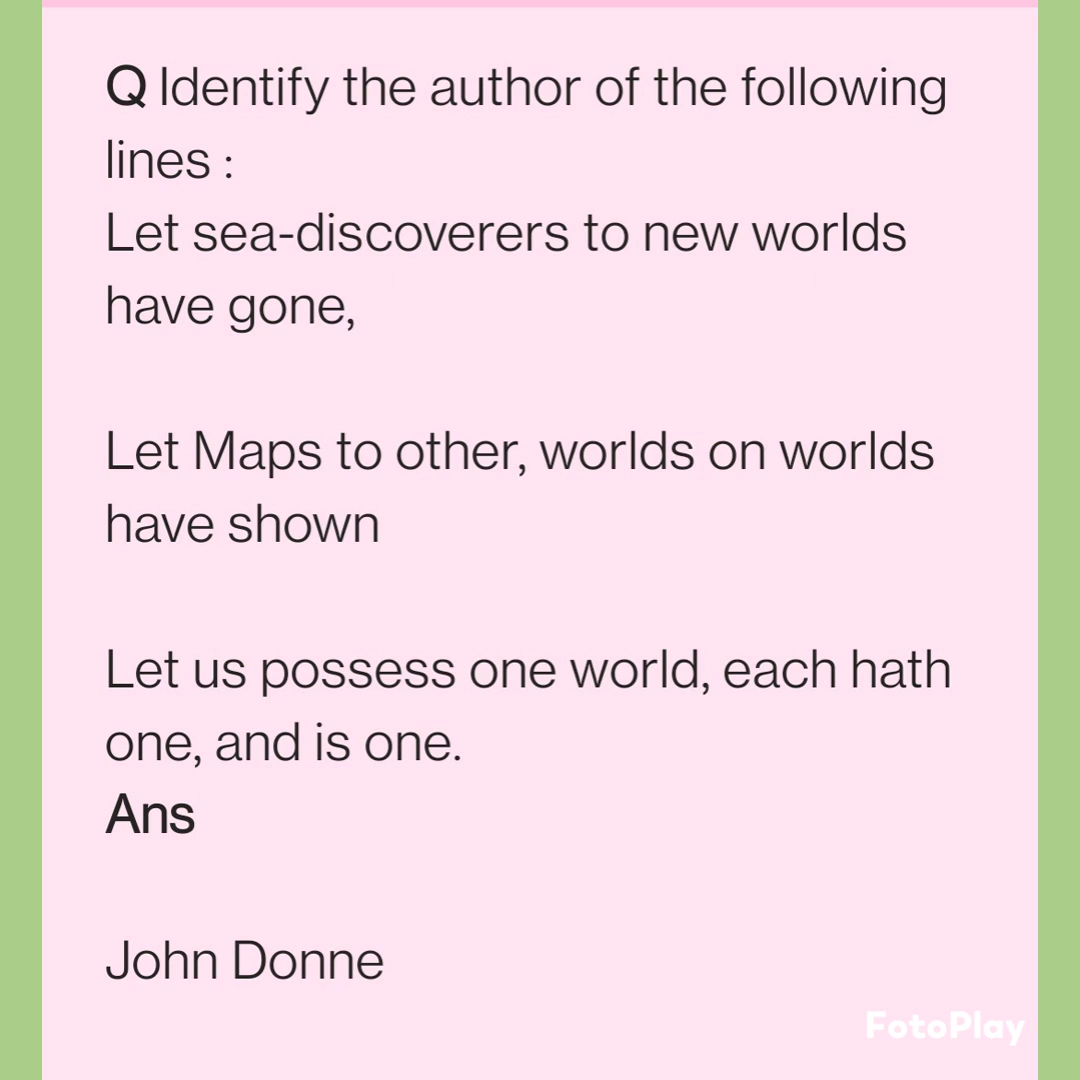 Q Identify the author of the following
lines :
Let sea-discoverers to new worlds
have gone,
Let Maps to other, worlds on worlds
have shown
Let us possess one world, each hath
one, and is one.
Ans
John Donne
FotoPlay